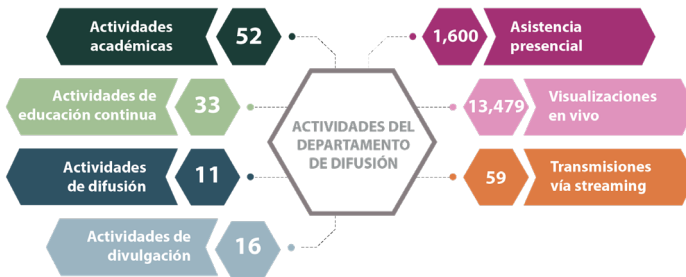 Actividades
académicas
52
Actividades de
educación continua
33
Actividades
de difusión
11
Actividades de
divulgación
16
ACTIVIDADES DEL
DEPARTAMENTO
DE DIFUSIÓN
1,600
Asistencia
presencial
13,479
Visualizaciones
en vivo
59
Transmisiones
vía streaming